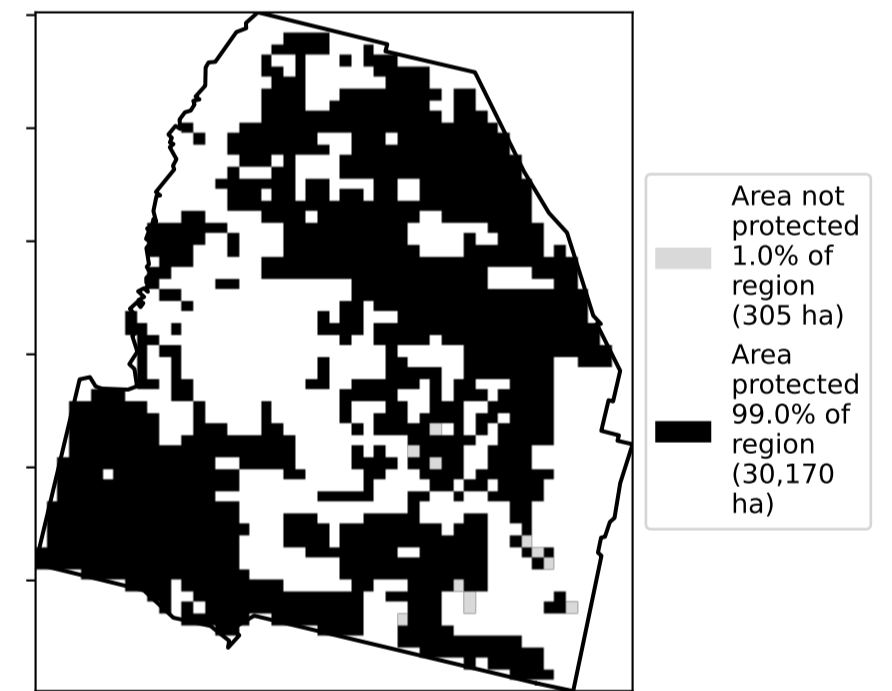 Area not
protected
1.0% of
region
(305 ha)
Area
protected
99.0% of
region
(30,170
ha)